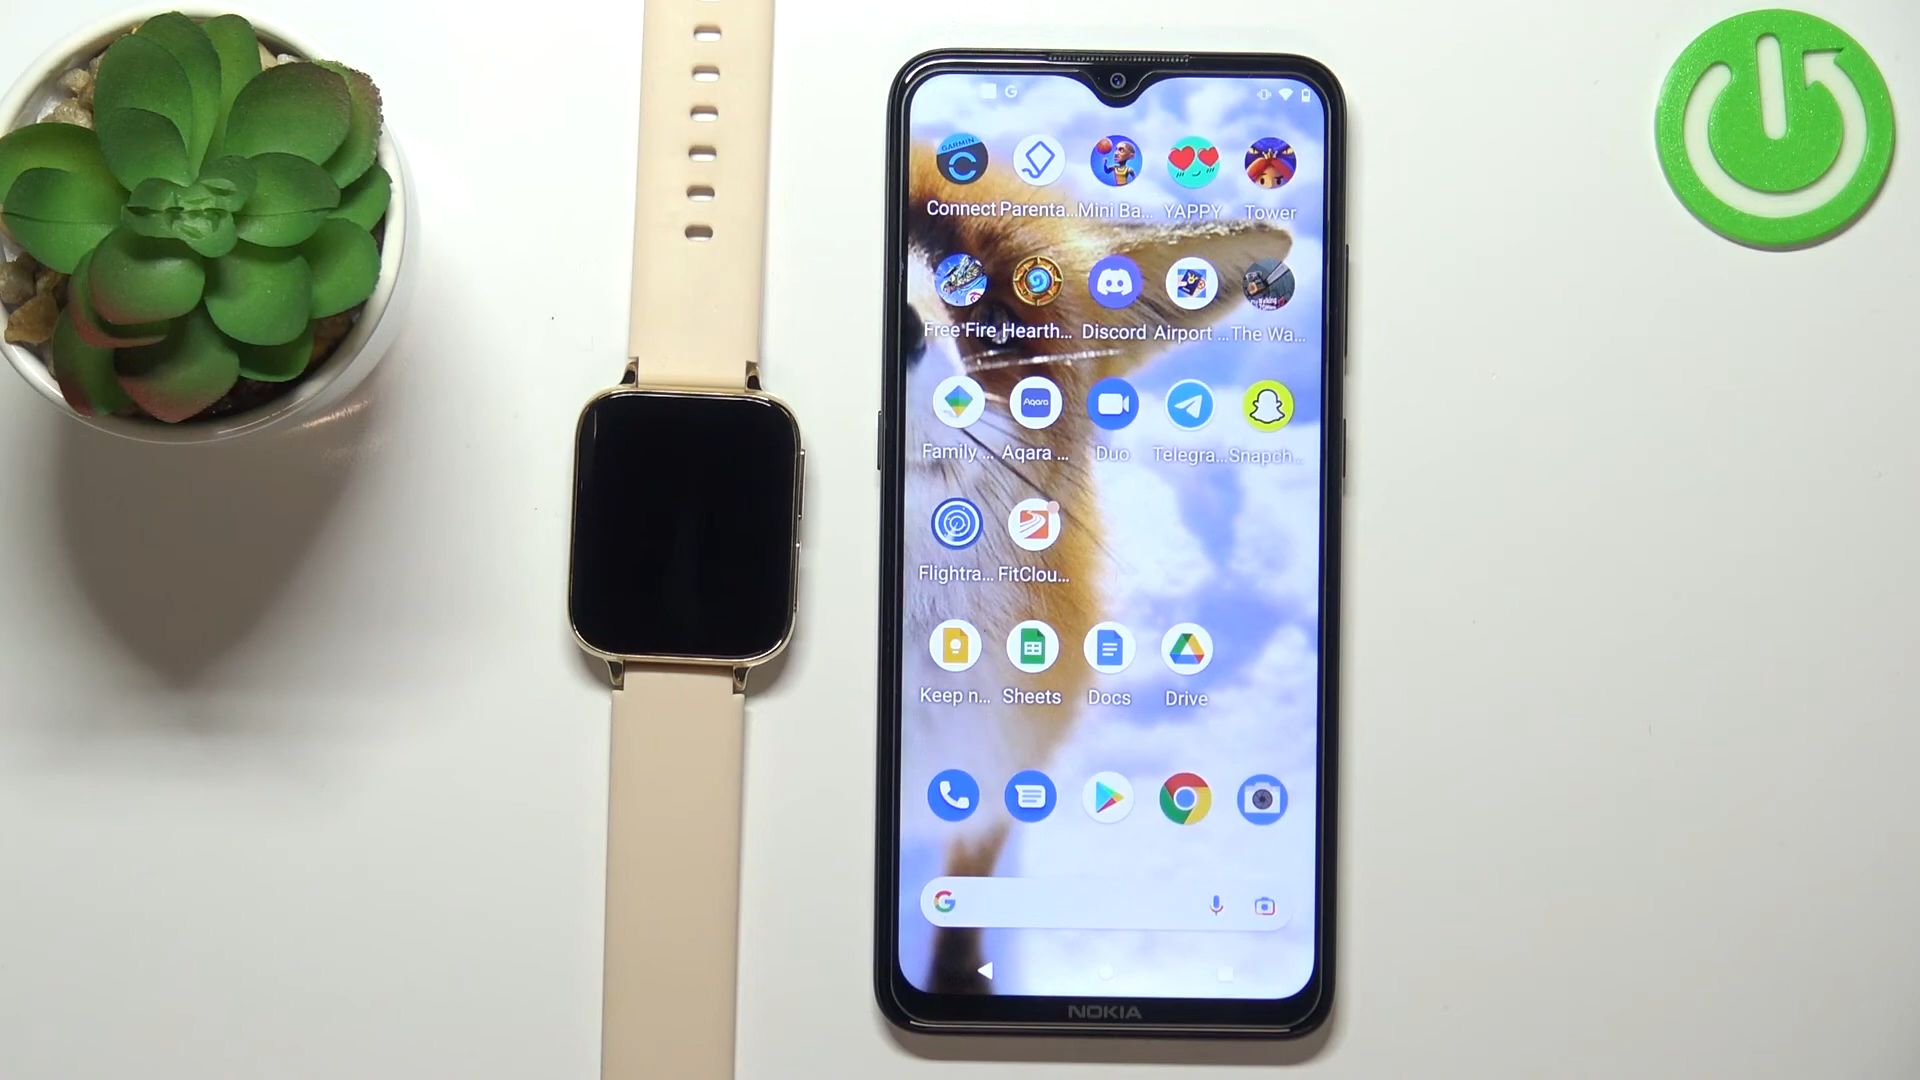 GARMIN
Connect Parenta... Mini Ba... YAPPY Tower
Free Fire Hearth... Discord Airport ... The Wa...
Aqara
Family ... Aqara ... Duo Telegra... Snapch...
Flightra... FitClou...
Keep n... Sheets Docs Drive
NOKIA